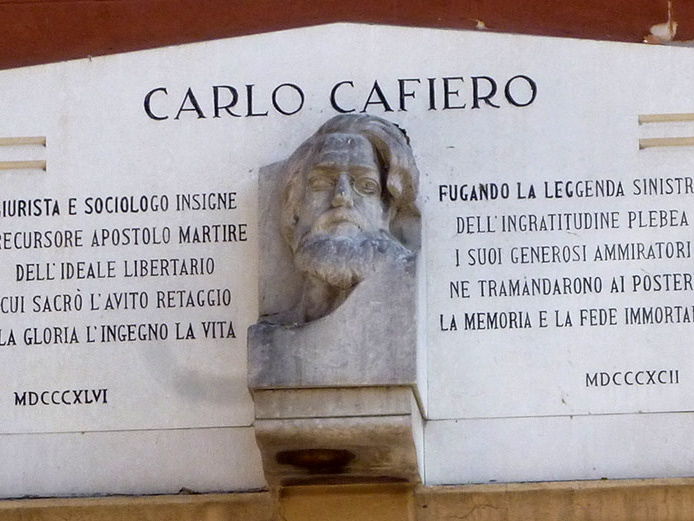 CARLO CAFIERO
IURISTA E SOCIOLOGO INSIGNE
RECURSORE APOSTOLO MARTIRE
DELL'IDEALE LIBERTARIO
CUI SACRÒ L'AVITO RETAGGIO
LA GLORIA L'INGEGNO LA VITA
MDCCCXLVI
FUGANDO LA LEGGENDA SINISTR
DELL'INGRATITUDINE PLEBEA
I SUOI GENEROSI AMMIRATORI
NE TRAMANDARONO AI POSTER
LA MEMORIA E LA FEDE IMMORTA
MDCCCXCII